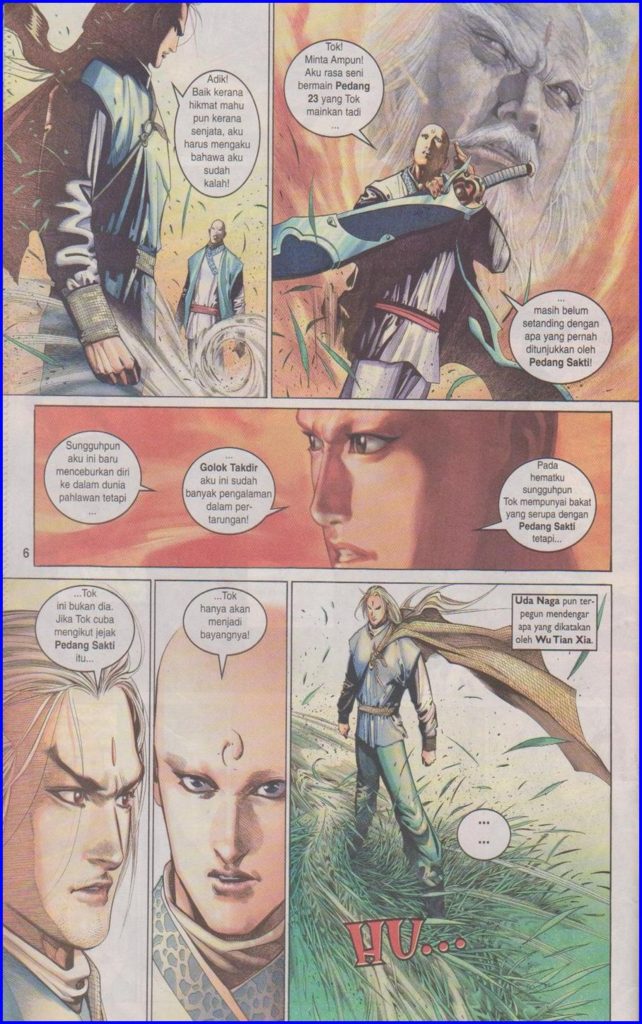 Adik!
Baik kerana
hikmat mahu
pun kerana
senjata, aku
harus mengaku
bahawa aku
sudah
kalah!
Tok!
Minta Ampun!
Aku rasa seni
bermain Pedang
23 yang Tok
mainkan tadi
...
...
masih belum
setanding dengan
apa yang pernah
ditunjukkan oleh
Pedang Sakti!
Sungguhpun
aku ini baru
menceburkan diri
ke dalam dunia
pahlawan tetapi
...
...
Golok Takdir
aku ini sudah
banyak pengalaman
dalam per-
tarungan!
Pada
hematku
sungguhpun
Tok mempunyai bakat
yang serupa dengan
Pedang Sakti
tetapi...
6
...Tok
ini bukan dia.
Jika Tok cuba
mengikut jejak
Pedang Sakti
itu...
...Tok
hanya akan
menjadi
bayangnya!
Uda Naga pun ter-
pegun mendengar
apa yang dikatakan
oleh Wu Tian Xia.
...
...
HU...